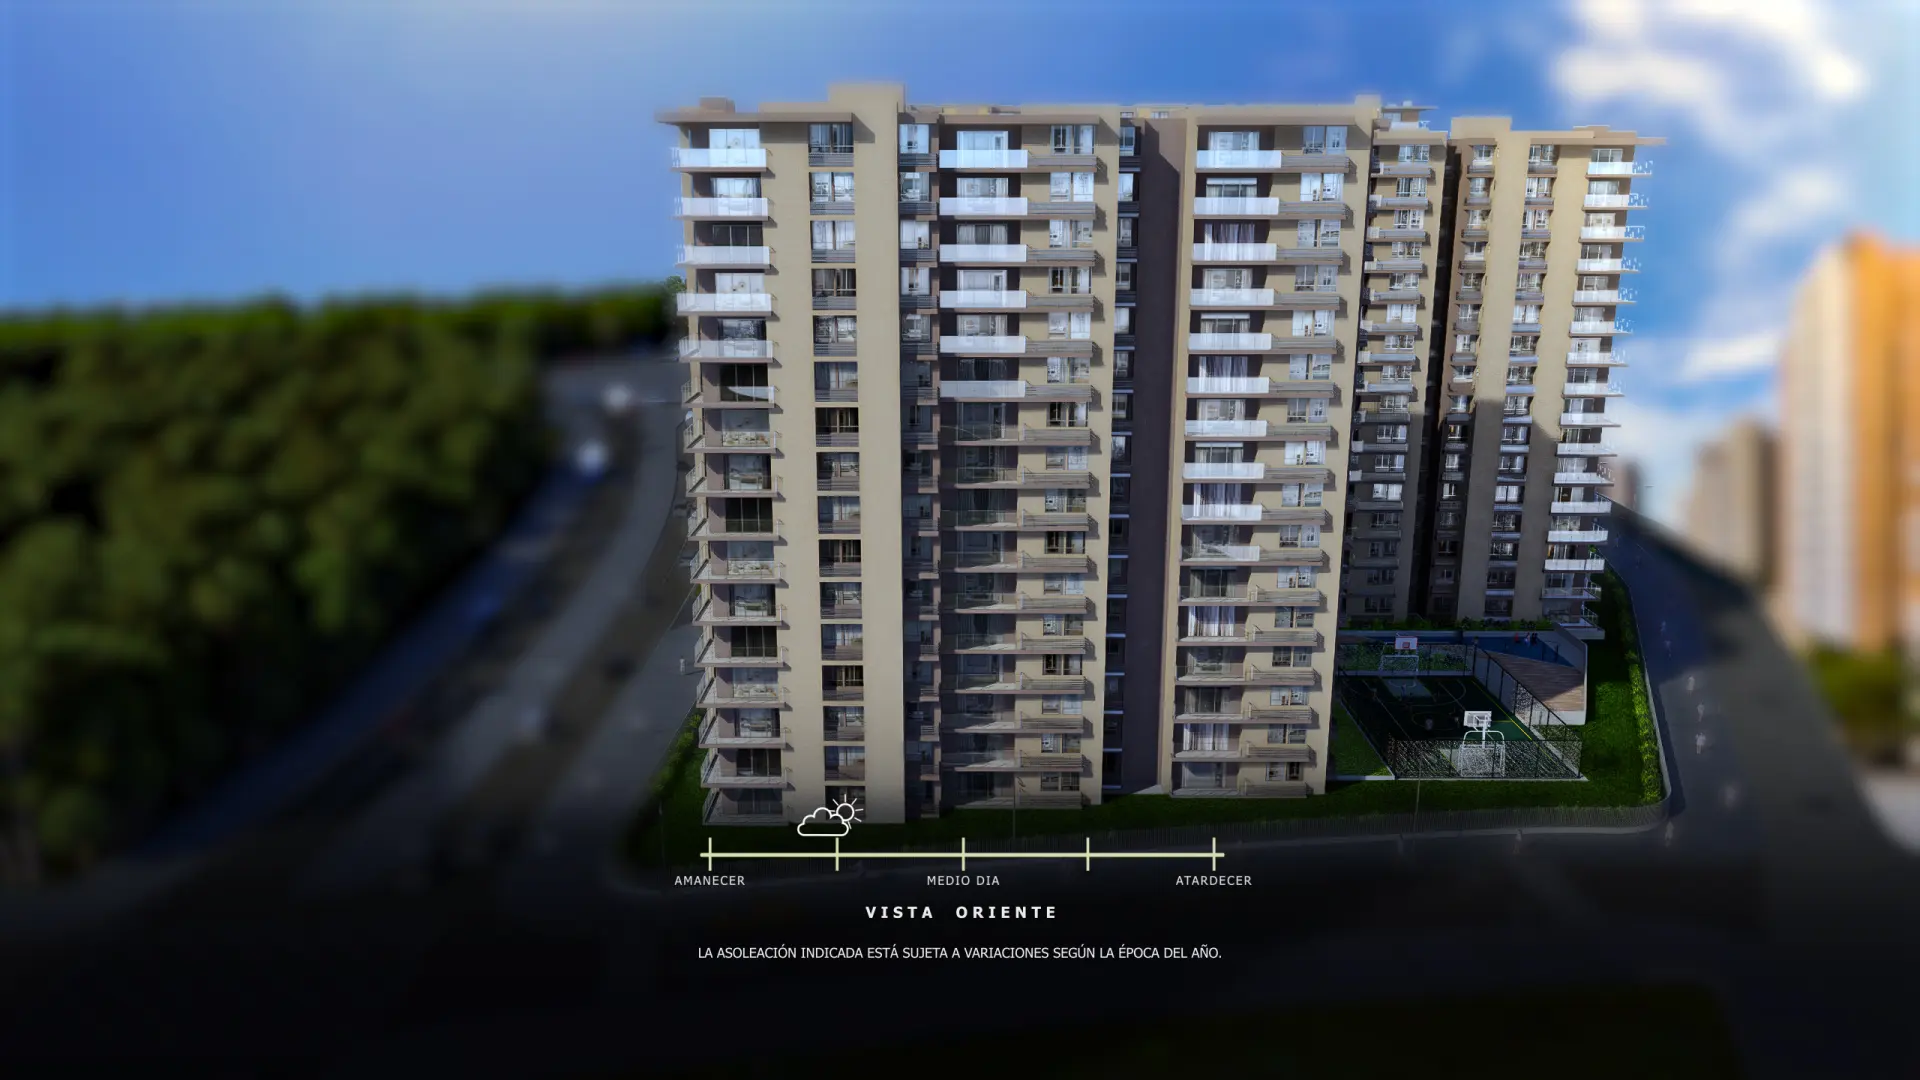 AMANECER MEDIO DIA ATARDECER
VISTA ORIENTE
LA ASOLEACIÓN INDICADA ESTÁ SUJETA A VARIACIONES SEGÚN LA ÉPOCA DEL AÑO.